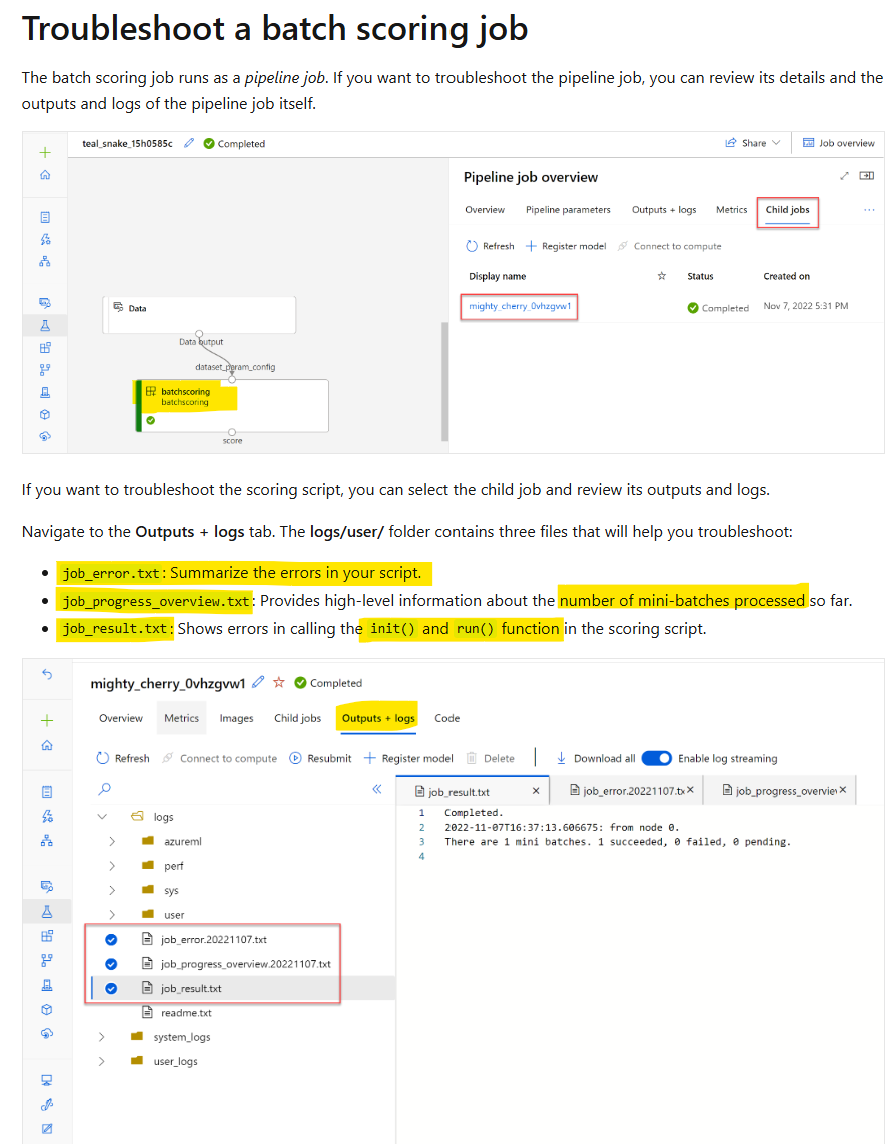 Troubleshoot a batch scoring job
The batch scoring job runs as a pipeline job. If you want to troubleshoot the pipeline job, you can review its details and the
outputs and logs of the pipeline job itself.
teal_snake_15h0585c Completed
Share Job overview
Pipeline job overview
Overview Pipeline parameters Outputs + logs Metrics Child jobs ...
Refresh Register model Connect to compute
Display name Status Created on
mighty_cherry_0vhzgvw1 Completed Nov 7, 2022 5:31 PM
Data
Data output
dataset_param_config
batchscoring
batchscoring
score
If you want to troubleshoot the scoring script, you can select the child job and review its outputs and logs.
Navigate to the Outputs + logs tab. The logs/user/ folder contains three files that will help you troubleshoot:
• job_error.txt: Summarize the errors in your script.
• job_progress_overview.txt: Provides high-level information about the number of mini-batches processed so far.
• job_result.txt: Shows errors in calling the init() and run() function in the scoring script.
mighty_cherry_0vhzgvw1 Completed
Overview Metrics Images Child jobs Outputs + logs Code
Refresh Connect to compute Resubmit Register model Delete Download all Enable log streaming
job_result.txt job_error.20221107.tx job_progress_overviev
1 Completed.
2 2022-11-07T16:37:13.606675: from node 0.
3 There are 1 mini batches. 1 succeeded, 0 failed, 0 pending.
4
logs
azureml
perf
sys
user
job_error.20221107.txt
job_progress_overview.20221107.txt
job_result.txt
readme.txt
system_logs
user_logs